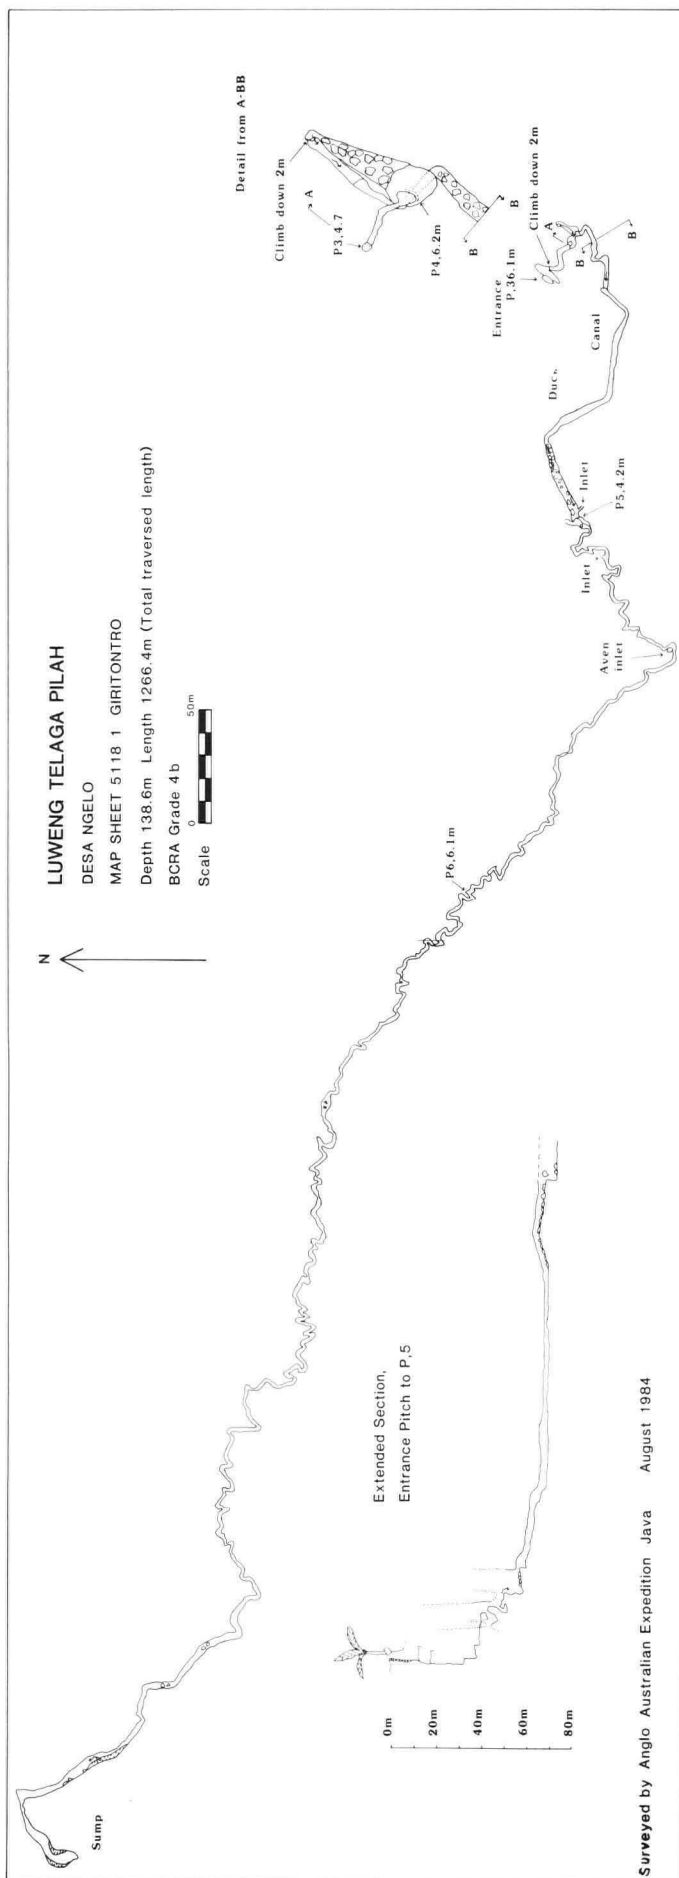 LUWENG TELAGA PILAH
DESA NGELO
MAP SHEET 5118 1 GIRITONTRO
Depth 138.6m Length 1266.4m (Total traversed length)
BCRA Grade 4b
Scale
0
50m
N
Detail from A-BB
Climb down 2m
A
P3,4.7
P4,6.2m
B
B
Entrance
P,36.1m
Climb down 2m
A
B
B
Canal
Inlet
P5,4.2m
Inlet
Aven
inlet
P6,6.1m
Sump
Extended Section,
Entrance Pitch to P,5
0m
20m
40m
60m
80m
Surveyed by Anglo Australian Expedition Java August 1984